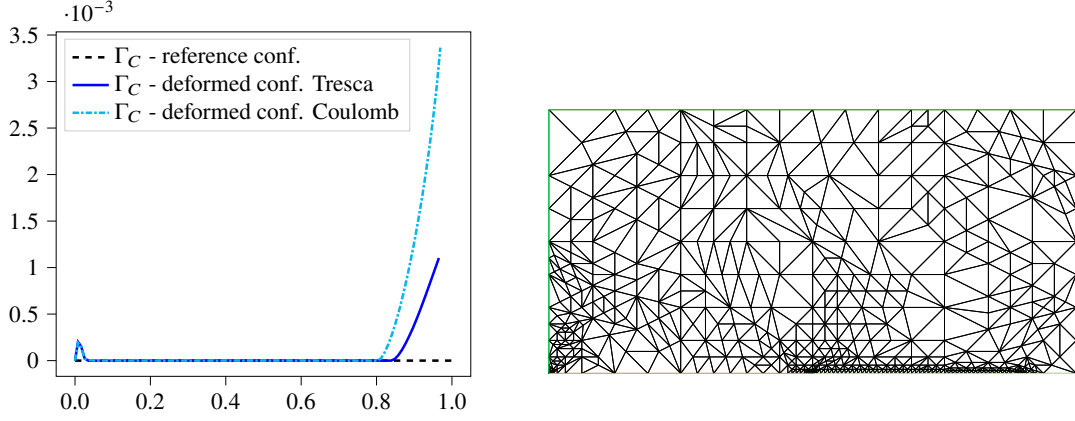 ·10⁻³
3.5
3
2.5
2
1.5
1
0.5
0
Γ_C - reference conf.
Γ_C - deformed conf. Tresca
Γ_C - deformed conf. Coulomb
0.0 0.2 0.4 0.6 0.8 1.0